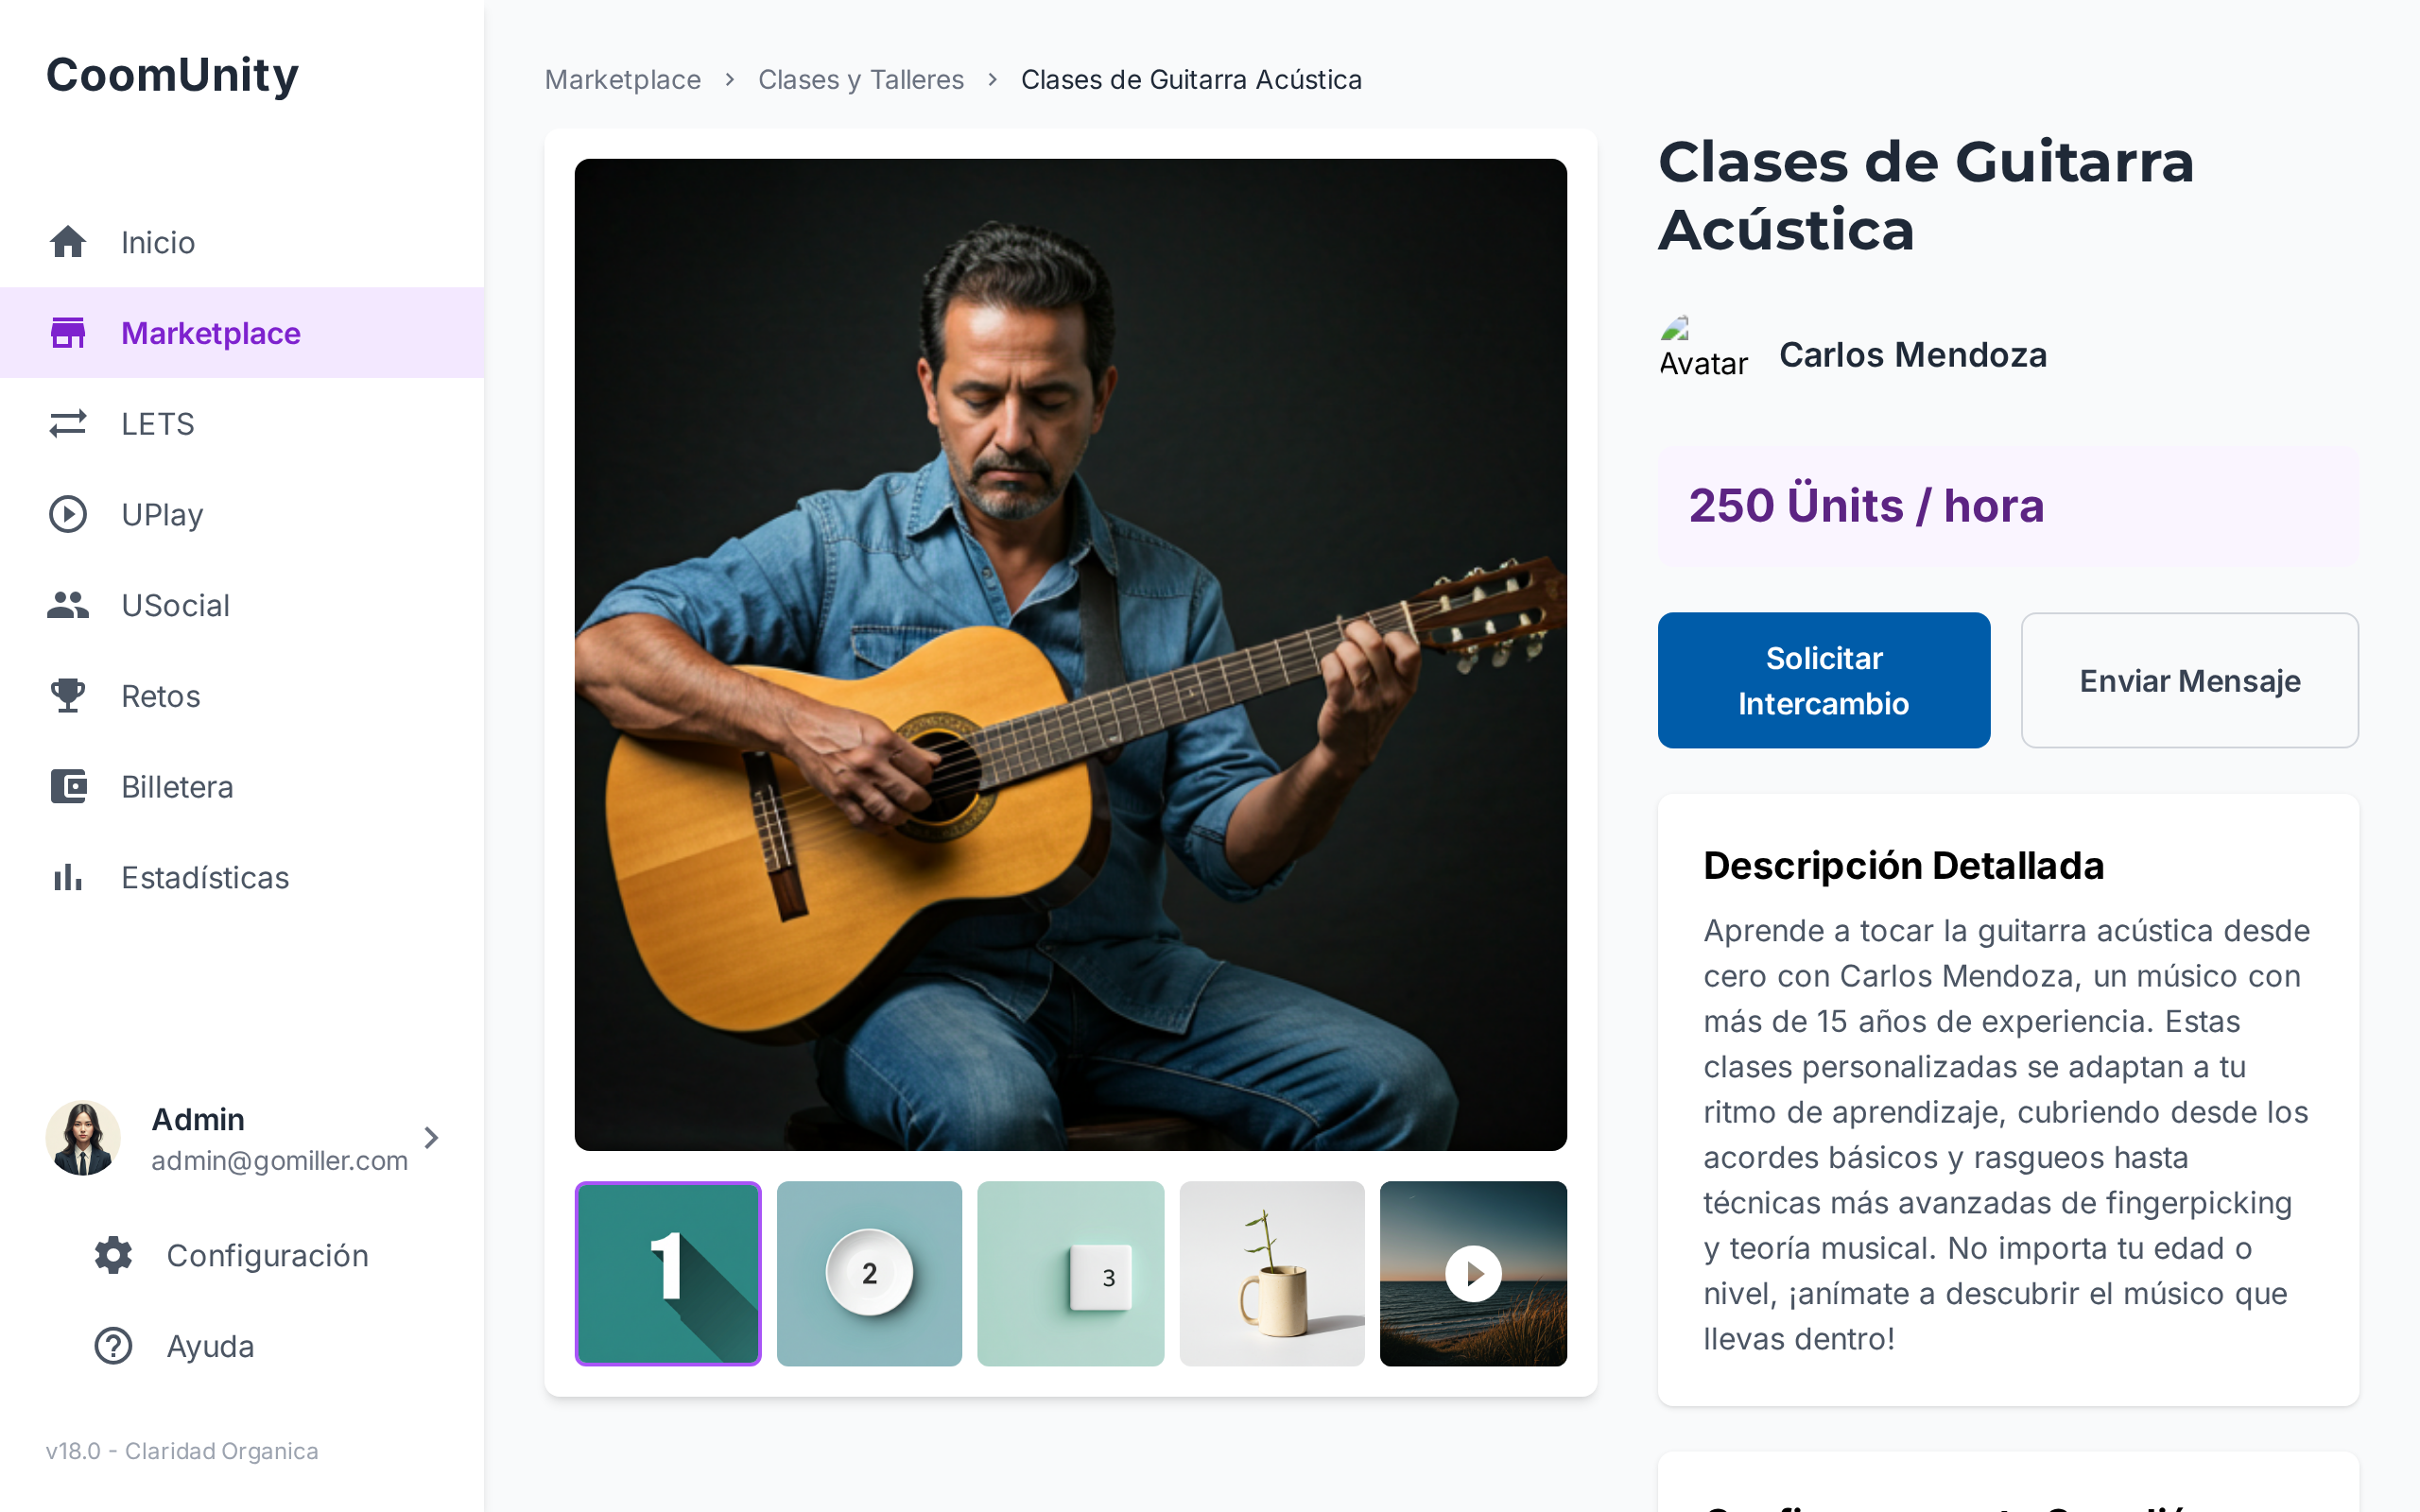 CoomUnity
Inicio
Marketplace
LETS
UPlay
USocial
Retos
Billetera
Estadísticas
Admin
admin@gomiller.com
Configuración
Ayuda
v18.0 - Claridad Organica
Marketplace > Clases y Talleres > Clases de Guitarra Acústica
1
2
3
Clases de Guitarra
Acústica
Avatar
Carlos Mendoza
250 Ünits / hora
Solicitar
Intercambio
Enviar Mensaje
Descripción Detallada
Aprende a tocar la guitarra acústica desde
cero con Carlos Mendoza, un músico con
más de 15 años de experiencia. Estas
clases personalizadas se adaptan a tu
ritmo de aprendizaje, cubriendo desde los
acordes básicos y rasgueos hasta
técnicas más avanzadas de fingerpicking
y teoría musical. No importa tu edad o
nivel, ¡anímate a descubrir el músico que
llevas dentro!